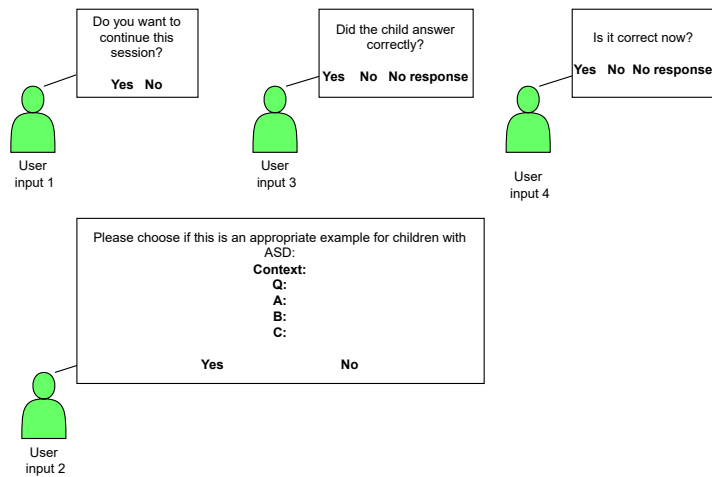 Do you want to
continue this
session?
Yes No
User
input 1
Did the child answer
correctly?
Yes No No response
User
input 3
Is it correct now?
Yes No No response
User
input 4
Please choose if this is an appropriate example for children with
ASD:
Context:
Q:
A:
B:
C:
Yes No
User
input 2